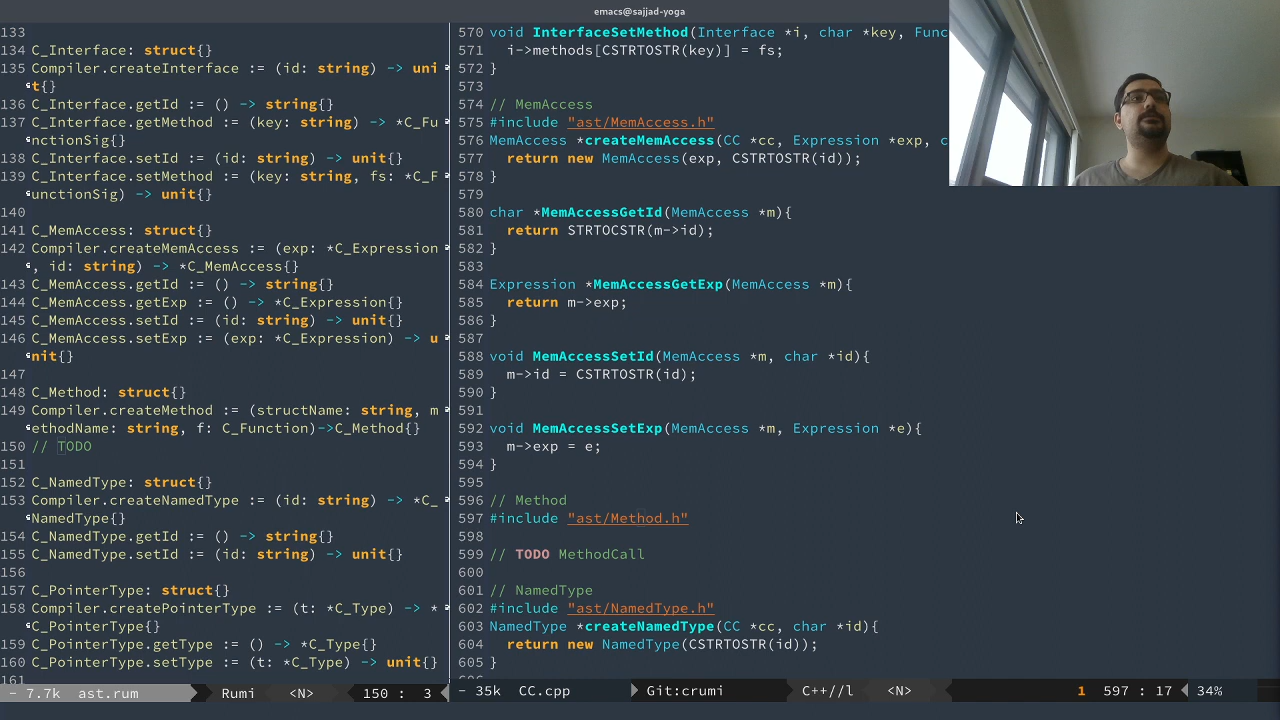 emacs@sajjad-yoga
133
134 C_Interface: struct{}
135 Compiler.createInterface := (id: string) -> uni
t{}
136 C_Interface.getId := () -> string{}
137 C_Interface.getMethod := (key: string) -> *C_Fu
nctionSig{}
138 C_Interface.setId := (id: string) -> unit{}
139 C_Interface.setMethod := (key: string, fs: *C_F
unctionSig) -> unit{}
140
141 C_MemAccess: struct{}
142 Compiler.createMemAccess := (exp: *C_Expression
, id: string) -> *C_MemAccess{}
143 C_MemAccess.getId := () -> string{}
144 C_MemAccess.getExp := () -> *C_Expression{}
145 C_MemAccess.setId := (id: string) -> unit{}
146 C_MemAccess.setExp := (exp: *C_Expression) -> u
nit{}
147
148 C_Method: struct{}
149 Compiler.createMethod := (structName: string, m
ethodName: string, f: C_Function)->C_Method{}
150 // TODO
151
152 C_NamedType: struct{}
153 Compiler.createNamedType := (id: string) -> *C_
NamedType{}
154 C_NamedType.getId := () -> string{}
155 C_NamedType.setId := (id: string) -> unit{}
156
157 C_PointerType: struct{}
158 Compiler.createPointerType := (t: *C_Type) -> *
C_PointerType{}
159 C_PointerType.getType := () -> *C_Type{}
160 C_PointerType.setType := (t: *C_Type) -> unit{}
161
- 7.7k ast.rum Rumi <N> 150 : 3
570 void InterfaceSetMethod(Interface *i, char *key, Func
571   i->methods[CSTRTOSTR(key)] = fs;
572 }
573
574 // MemAccess
575 #include "ast/MemAccess.h"
576 MemAccess *createMemAccess(CC *cc, Expression *exp, c
577   return new MemAccess(exp, CSTRTOSTR(id));
578 }
579
580 char *MemAccessGetId(MemAccess *m){
581   return STRTOCSTR(m->id);
582 }
583
584 Expression *MemAccessGetExp(MemAccess *m){
585   return m->exp;
586 }
587
588 void MemAccessSetId(MemAccess *m, char *id){
589   m->id = CSTRTOSTR(id);
590 }
591
592 void MemAccessSetExp(MemAccess *m, Expression *e){
593   m->exp = e;
594 }
595
596 // Method
597 #include "ast/Method.h"
598
599 // TODO MethodCall
600
601 // NamedType
602 #include "ast/NamedType.h"
603 NamedType *createNamedType(CC *cc, char *id){
604   return new NamedType(CSTRTOSTR(id));
605 }
- 35k CC.cpp Git:crumi C++//l <N> 1 597 : 17 34%